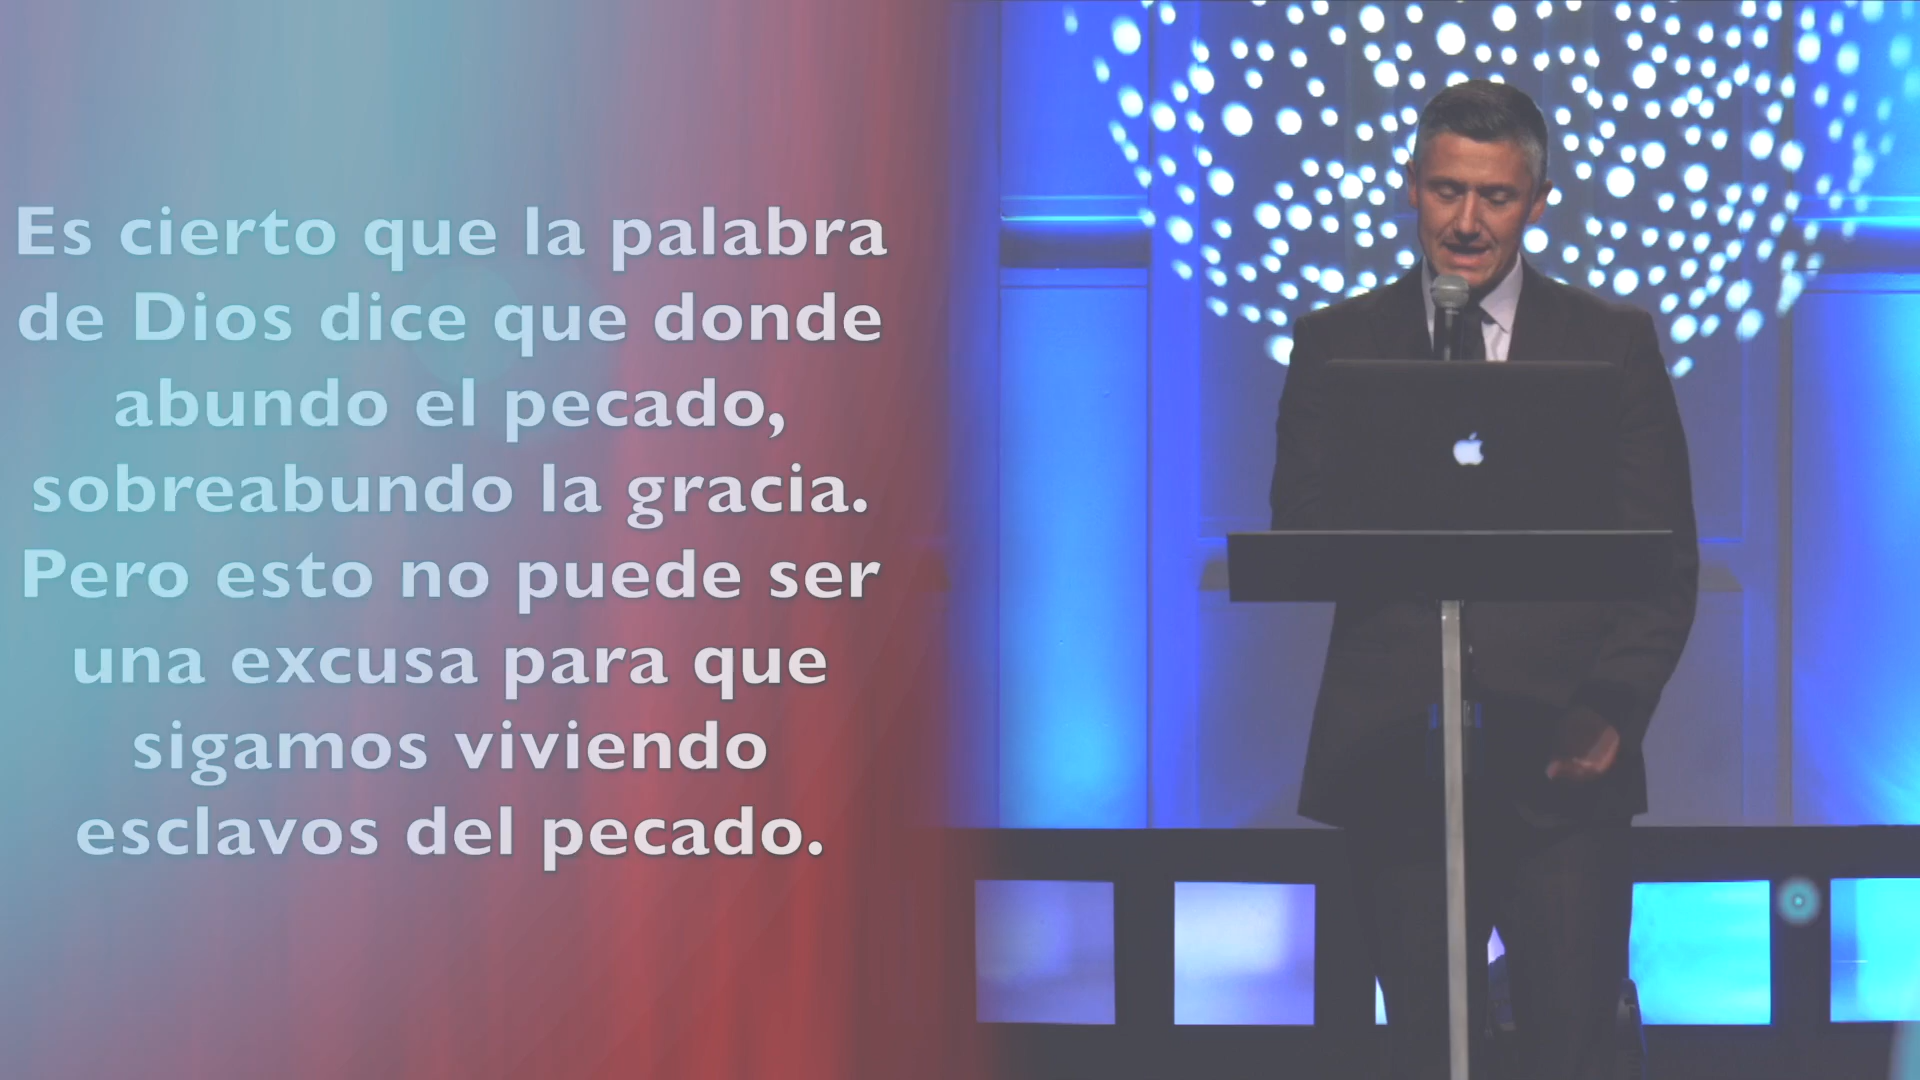 Es cierto que la palabra
de Dios dice que donde
abundo el pecado,
sobreabundo la gracia.
Pero esto no puede ser
una excusa para que
sigamos viviendo
esclavos del pecado.